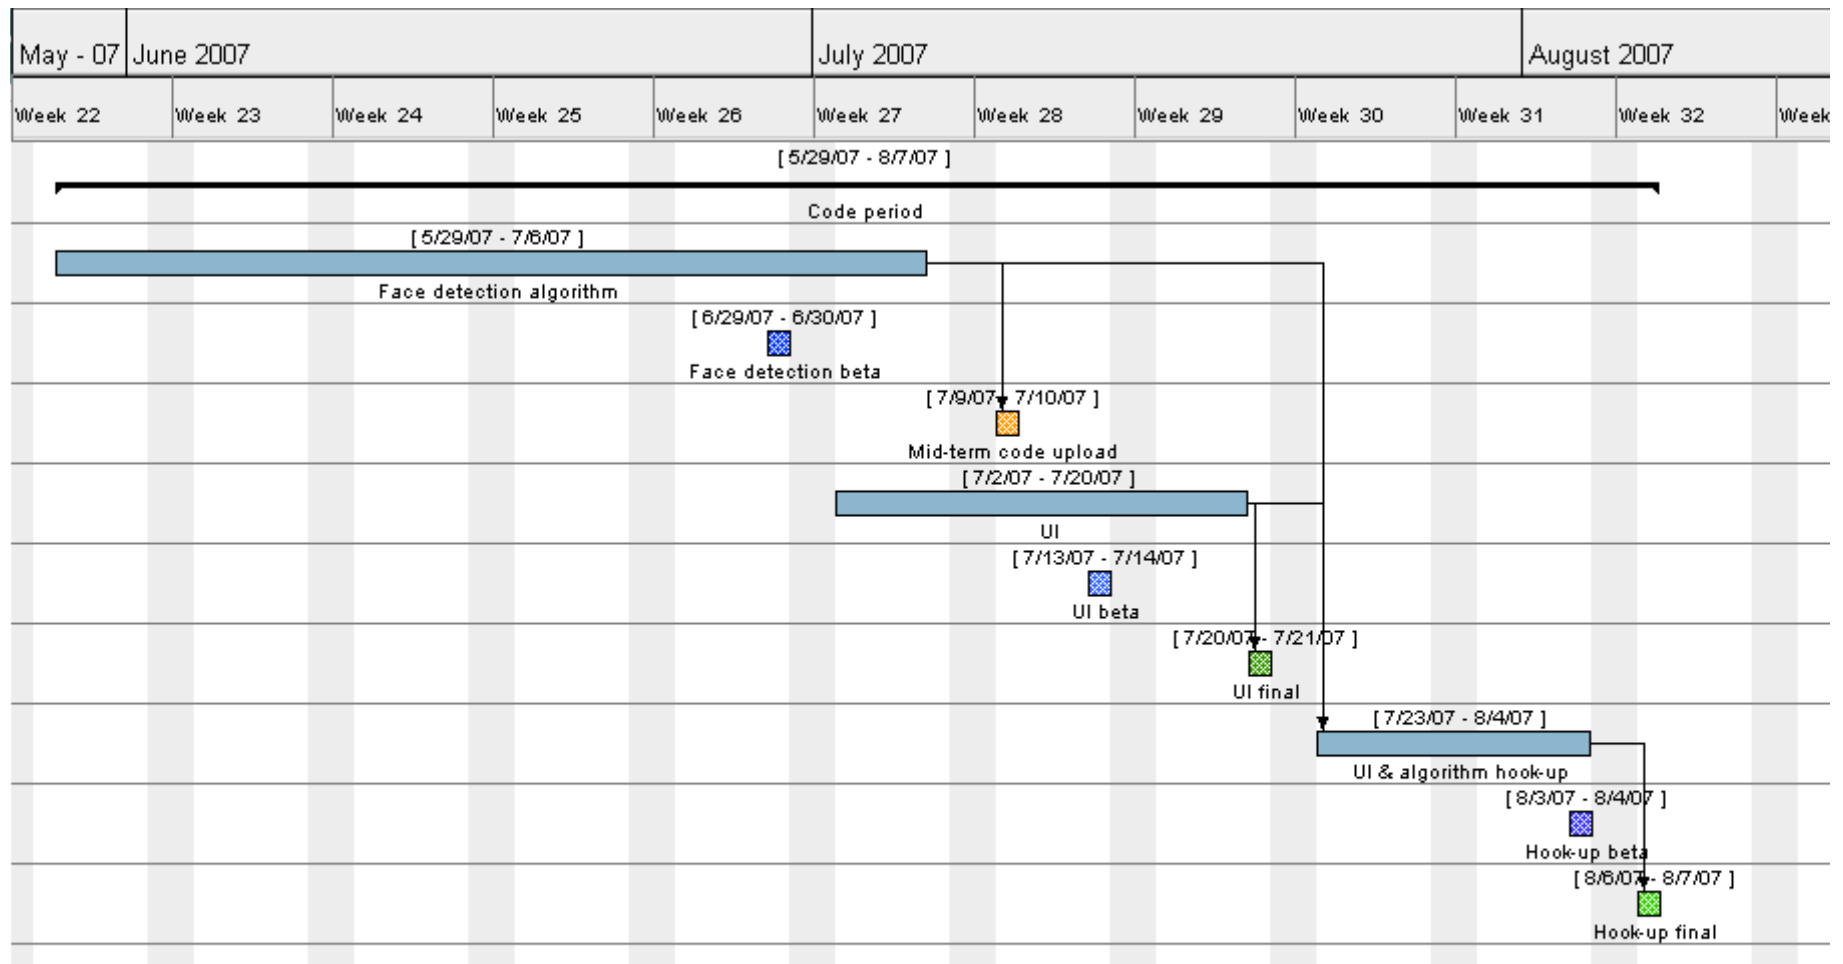 May - 07 June 2007 July 2007 August 2007
Week 22 Week 23 Week 24 Week 25 Week 26 Week 27 Week 28 Week 29 Week 30 Week 31 Week 32 Week
[ 5/29/07 - 8/7/07 ]
Code period
[ 5/29/07 - 7/6/07 ]
Face detection algorithm
[ 6/29/07 - 6/30/07 ]
Face detection beta
[ 7/9/07 - 7/10/07 ]
Mid-term code upload
[ 7/2/07 - 7/20/07 ]
UI
[ 7/13/07 - 7/14/07 ]
UI beta
[ 7/20/07 - 7/21/07 ]
UI final
[ 7/23/07 - 8/4/07 ]
UI & algorithm hook-up
[ 8/3/07 - 8/4/07 ]
Hook-up beta
[ 8/6/07 - 8/7/07 ]
Hook-up final